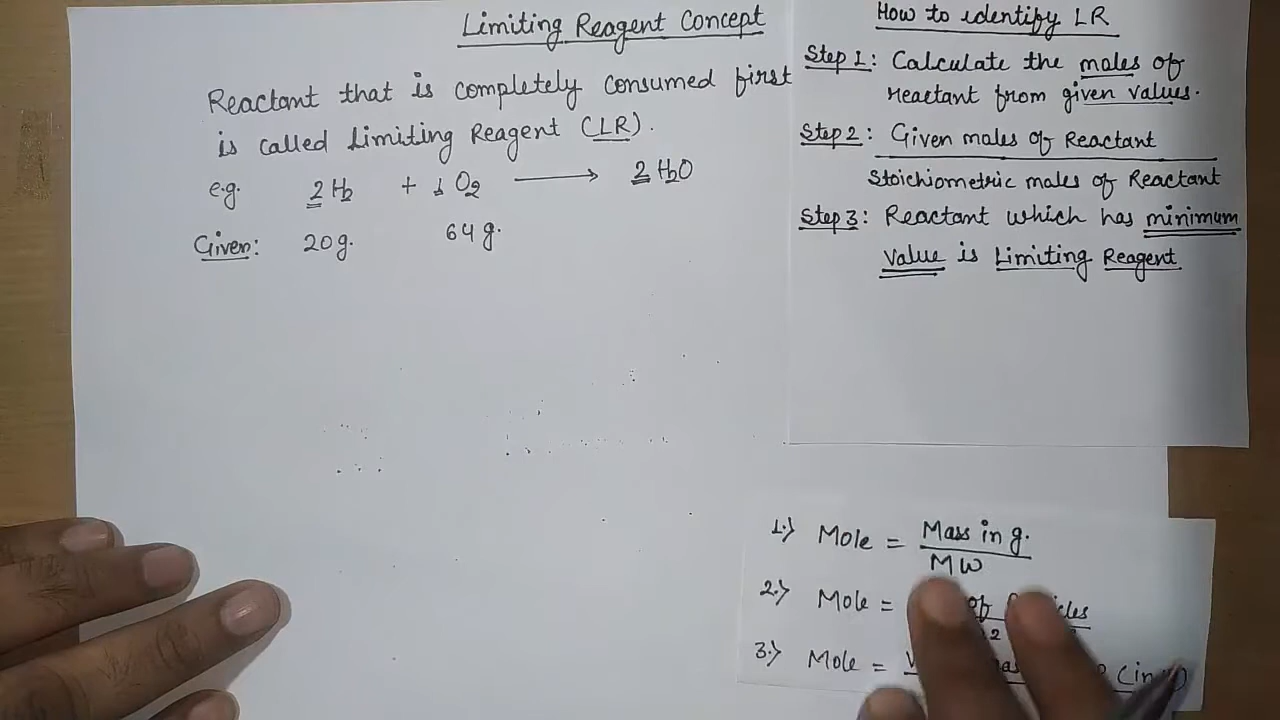 Limiting Reagent Concept
Reactant that is completely consumed first
is called Limiting Reagent (LR).
e.g. 2 H2 + 1 O2 → 2 H2O
Given: 20g. 64 g.
How to identify LR
Step 1: Calculate the moles of
reactant from given values.
Step 2: Given moles of Reactant
Stoichiometric moles of Reactant
Step 3: Reactant which has minimum
value is Limiting Reagent
1.) Mole = Mass in g.
MW
2.) Mole = of
3.) Mole = (in